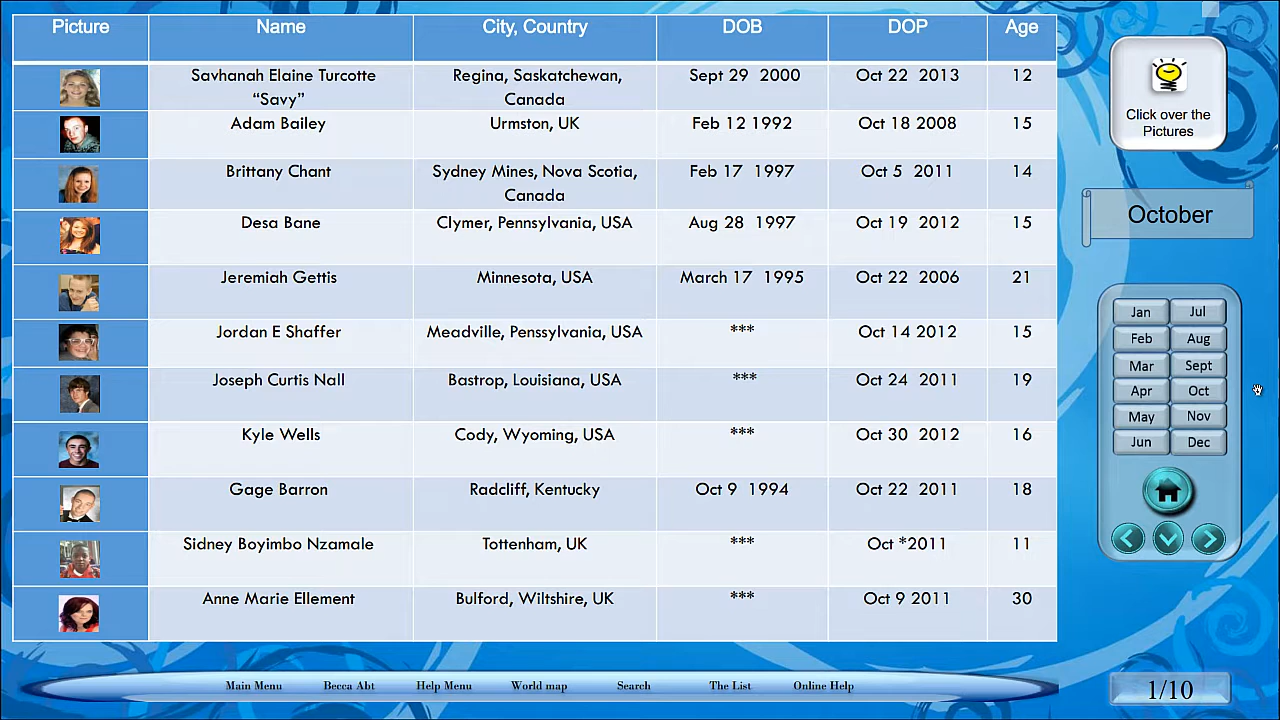 Picture Name City, Country DOB DOP Age
Savhanah Elaine Turcotte Regina, Saskatchewan, Sept 29 2000 Oct 22 2013 12
“Savy” Canada
Adam Bailey Urmston, UK Feb 12 1992 Oct 18 2008 15
Brittany Chant Sydney Mines, Nova Scotia, Feb 17 1997 Oct 5 2011 14
Canada
Desa Bane Clymer, Pennsylvania, USA Aug 28 1997 Oct 19 2012 15
Jeremiah Gettis Minnesota, USA March 17 1995 Oct 22 2006 21
Jordan E Shaffer Meadville, Penssylvania, USA *** Oct 14 2012 15
Joseph Curtis Nall Bastrop, Louisiana, USA *** Oct 24 2011 19
Kyle Wells Cody, Wyoming, USA *** Oct 30 2012 16
Gage Barron Radcliff, Kentucky Oct 9 1994 Oct 22 2011 18
Sidney Boyimbo Nzamale Tottenham, UK *** Oct *2011 11
Anne Marie Ellement Bulford, Wiltshire, UK *** Oct 9 2011 30
Click over the
Pictures
October
Jan Jul
Feb Aug
Mar Sept
Apr Oct
May Nov
Jun Dec
Main Menu Becca Abt Help Menu World map Search The List Online Help
1/10